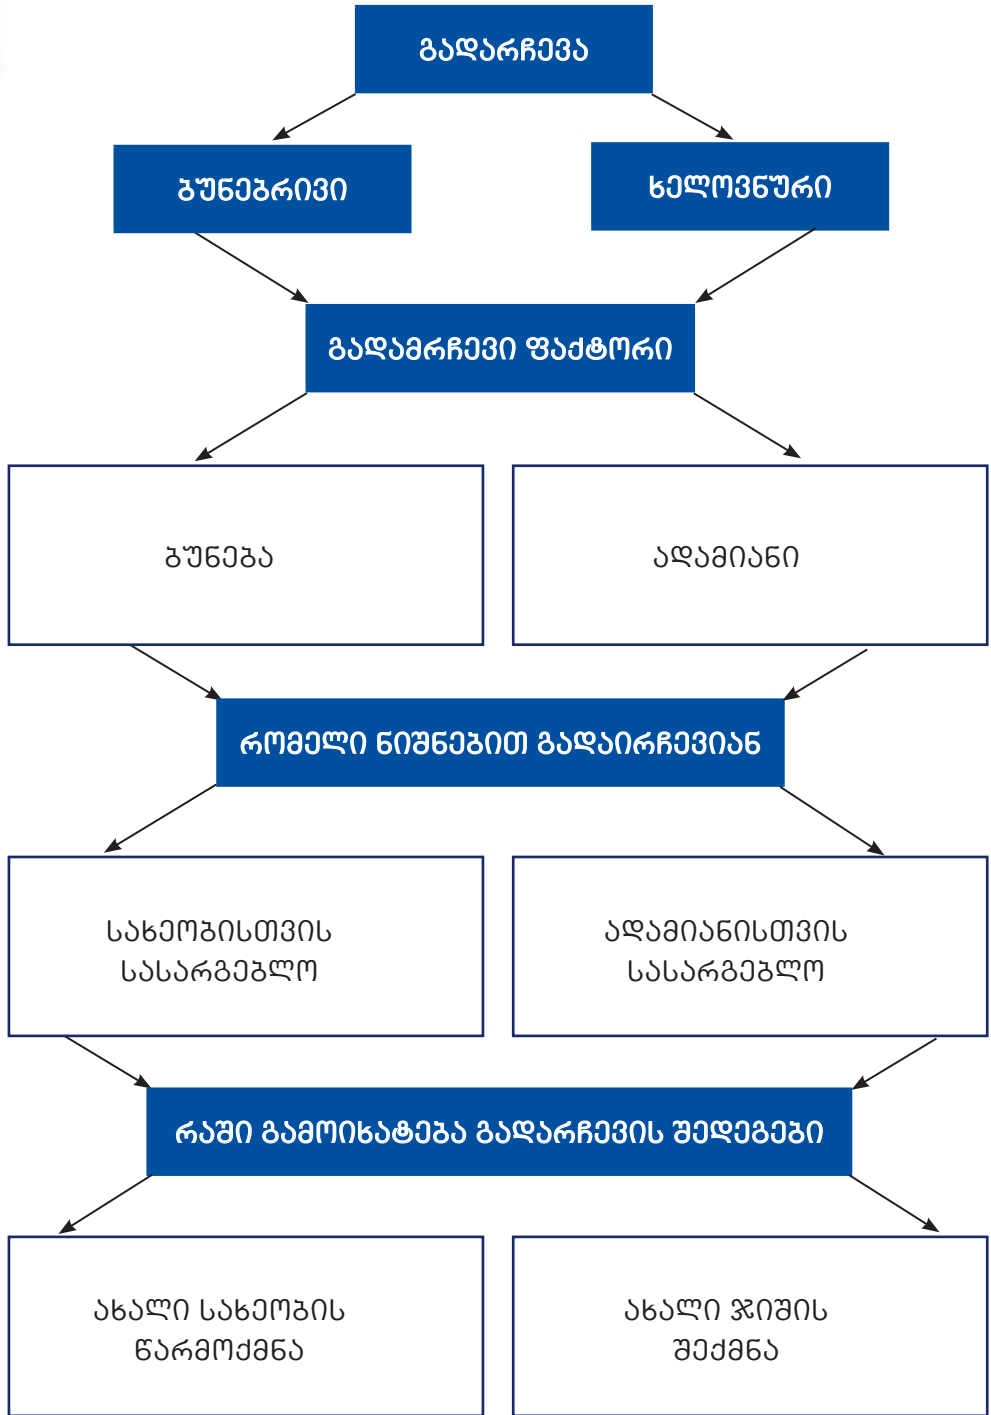 გადარჩევა
ბუნებრივი
ხელოვნური
გადამრჩევი ფაქტორი
ბუნება
ადამიანი
რომელი ნიშნებით გადაირჩევიან
სახეობისთვის
სასარგებლო
ადამიანისთვის
სასარგებლო
რაში გამოიხატება გადარჩევის შედეგები
ახალი სახეობის
წარმოქმნა
ახალი ჯიშის
შექმნა